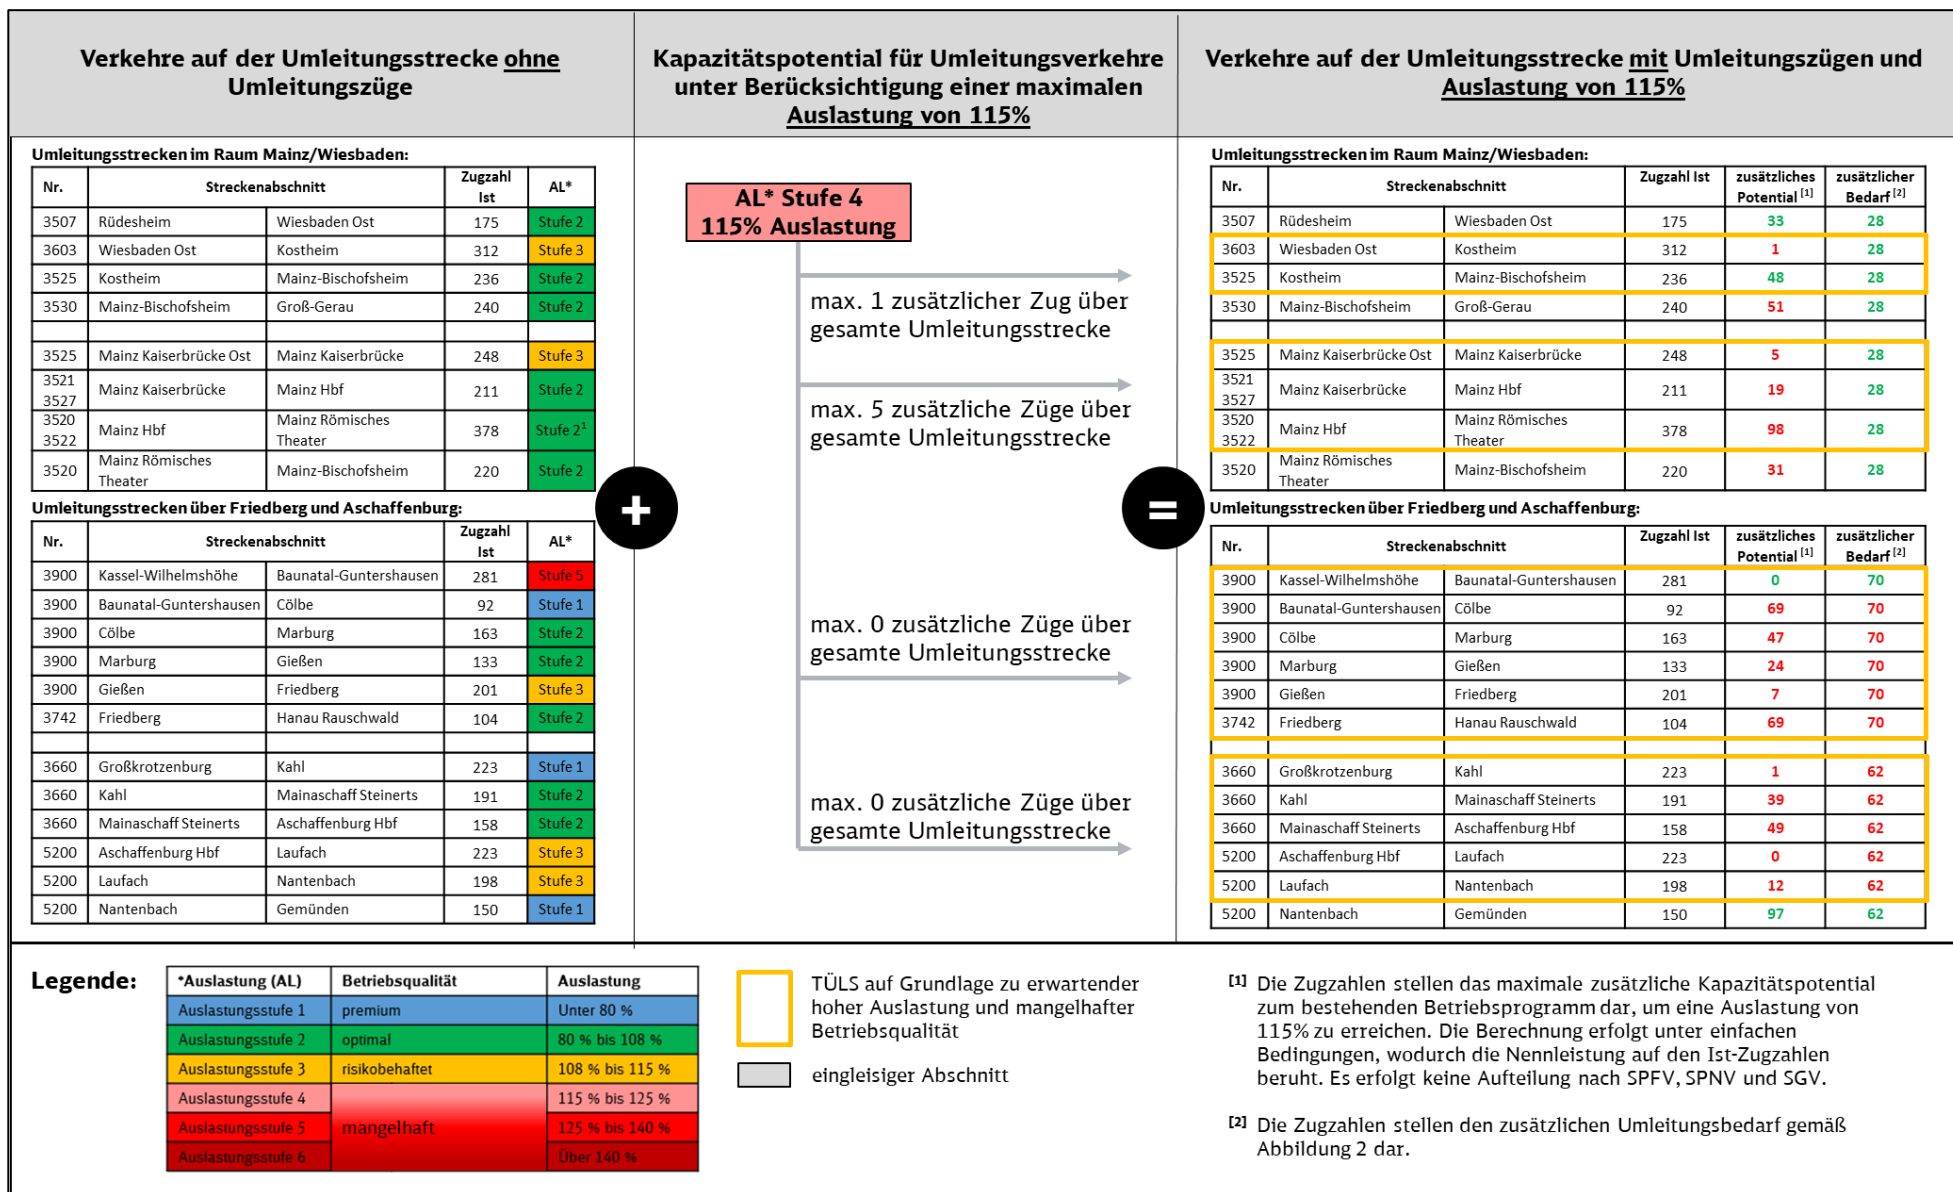 Verkehre auf der Umleitungsstrecke ohne
Umleitungszüge
Kapazitätspotential für Umleitungsverkehre
unter Berücksichtigung einer maximalen
Auslastung von 115%
Verkehre auf der Umleitungsstrecke mit Umleitungszügen und
Auslastung von 115%
Umleitungsstrecken im Raum Mainz/Wiesbaden:
Nr. Streckenabschnitt Zugzahl Ist AL*
3507 Rüdesheim Wiesbaden Ost 175 Stufe 2
3603 Wiesbaden Ost Kostheim 312 Stufe 3
3525 Kostheim Mainz-Bischofsheim 236 Stufe 2
3530 Mainz-Bischofsheim Groß-Gerau 240 Stufe 2
3525 Mainz Kaiserbrücke Ost Mainz Kaiserbrücke 248 Stufe 3
3521 3527 Mainz Kaiserbrücke Mainz Hbf 211 Stufe 2
3520 3522 Mainz Hbf Mainz Römisches Theater 378 Stufe 2¹
3520 Mainz Römisches Theater Mainz-Bischofsheim 220 Stufe 2
Umleitungsstrecken über Friedberg und Aschaffenburg:
Nr. Streckenabschnitt Zugzahl Ist AL*
3900 Kassel-Wilhelmshöhe Baunatal-Guntershausen 281 Stufe 5
3900 Baunatal-Guntershausen Cölbe 92 Stufe 1
3900 Cölbe Marburg 163 Stufe 2
3900 Marburg Gießen 133 Stufe 2
3900 Gießen Friedberg 201 Stufe 3
3742 Friedberg Hanau Rauschwald 104 Stufe 2
3660 Großkrotzenburg Kahl 223 Stufe 1
3660 Kahl Mainaschaff Steinerts 191 Stufe 2
3660 Mainaschaff Steinerts Aschaffenburg Hbf 158 Stufe 2
5200 Aschaffenburg Hbf Laufach 223 Stufe 3
5200 Laufach Nantenbach 198 Stufe 3
5200 Nantenbach Gemünden 150 Stufe 1
+
AL* Stufe 4
115% Auslastung
max. 1 zusätzlicher Zug über
gesamte Umleitungsstrecke
max. 5 zusätzliche Züge über
gesamte Umleitungsstrecke
max. 0 zusätzliche Züge über
gesamte Umleitungsstrecke
max. 0 zusätzliche Züge über
gesamte Umleitungsstrecke
=
Umleitungsstrecken im Raum Mainz/Wiesbaden:
Nr. Streckenabschnitt Zugzahl Ist zusätzliches Potential [1] zusätzlicher Bedarf [2]
3507 Rüdesheim Wiesbaden Ost 175 33 28
3603 Wiesbaden Ost Kostheim 312 1 28
3525 Kostheim Mainz-Bischofsheim 236 48 28
3530 Mainz-Bischofsheim Groß-Gerau 240 51 28
3525 Mainz Kaiserbrücke Ost Mainz Kaiserbrücke 248 5 28
3521 3527 Mainz Kaiserbrücke Mainz Hbf 211 19 28
3520 3522 Mainz Hbf Mainz Römisches Theater 378 98 28
3520 Mainz Römisches Theater Mainz-Bischofsheim 220 31 28
Umleitungsstrecken über Friedberg und Aschaffenburg:
Nr. Streckenabschnitt Zugzahl Ist zusätzliches Potential [1] zusätzlicher Bedarf [2]
3900 Kassel-Wilhelmshöhe Baunatal-Guntershausen 281 0 70
3900 Baunatal-Guntershausen Cölbe 92 69 70
3900 Cölbe Marburg 163 47 70
3900 Marburg Gießen 133 24 70
3900 Gießen Friedberg 201 7 70
3742 Friedberg Hanau Rauschwald 104 69 70
3660 Großkrotzenburg Kahl 223 1 62
3660 Kahl Mainaschaff Steinerts 191 39 62
3660 Mainaschaff Steinerts Aschaffenburg Hbf 158 49 62
5200 Aschaffenburg Hbf Laufach 223 0 62
5200 Laufach Nantenbach 198 12 62
5200 Nantenbach Gemünden 150 97 62
Legende:
*Auslastung (AL) Betriebsqualität Auslastung
Auslastungsstufe 1 premium Unter 80 %
Auslastungsstufe 2 optimal 80 % bis 108 %
Auslastungsstufe 3 risikobehaftet 108 % bis 115 %
Auslastungsstufe 4 115 % bis 125 %
Auslastungsstufe 5 mangelhaft 125 % bis 140 %
Auslastungsstufe 6 Über 140 %
TÜLS auf Grundlage zu erwartender
hoher Auslastung und mangelhafter
Betriebsqualität
eingleisiger Abschnitt
[1] Die Zugzahlen stellen das maximale zusätzliche Kapazitätspotential
zum bestehenden Betriebsprogramm dar, um eine Auslastung von
115% zu erreichen. Die Berechnung erfolgt unter einfachen
Bedingungen, wodurch die Nennleistung auf den Ist-Zugzahlen
beruht. Es erfolgt keine Aufteilung nach SPFV, SPNV und SGV.
[2] Die Zugzahlen stellen den zusätzlichen Umleitungsbedarf gemäß
Abbildung 2 dar.